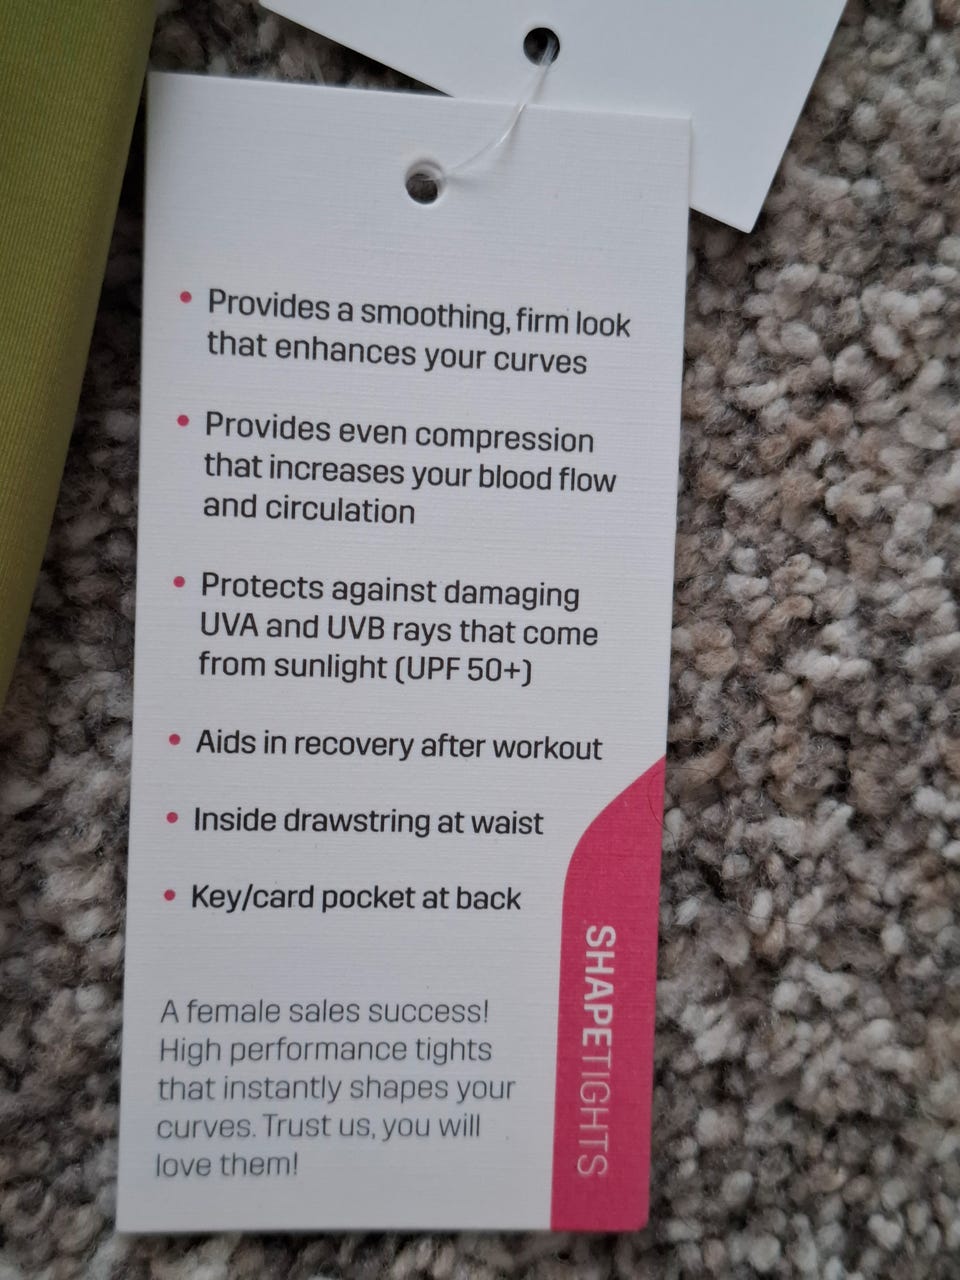 • Provides a smoothing, firm look
that enhances your curves
• Provides even compression
that increases your blood flow
and circulation
• Protects against damaging
UVA and UVB rays that come
from sunlight (UPF 50+)
• Aids in recovery after workout
• Inside drawstring at waist
• Key/card pocket at back
A female sales success!
High performance tights
that instantly shapes your
curves. Trust us, you will
love them!
SHAPETIGHTS